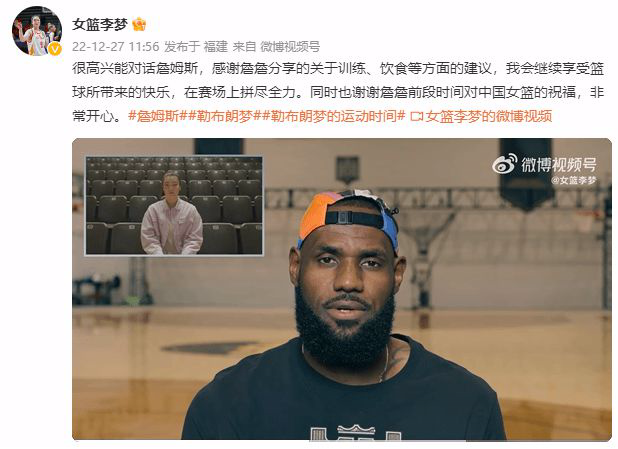 女篮李梦
22-12-27 11:56 发布于 福建 来自 微博视频号
很高兴能对话詹姆斯，感谢詹詹分享的关于训练、饮食等方面的建议，我会继续享受篮
球所带来的快乐，在赛场上拼尽全力。同时也谢谢詹詹前段时间对中国女篮的祝福，非
常开心。#詹姆斯##勒布朗梦##勒布朗梦的运动时间# 女篮李梦的微博视频
微博视频号
@女篮李梦